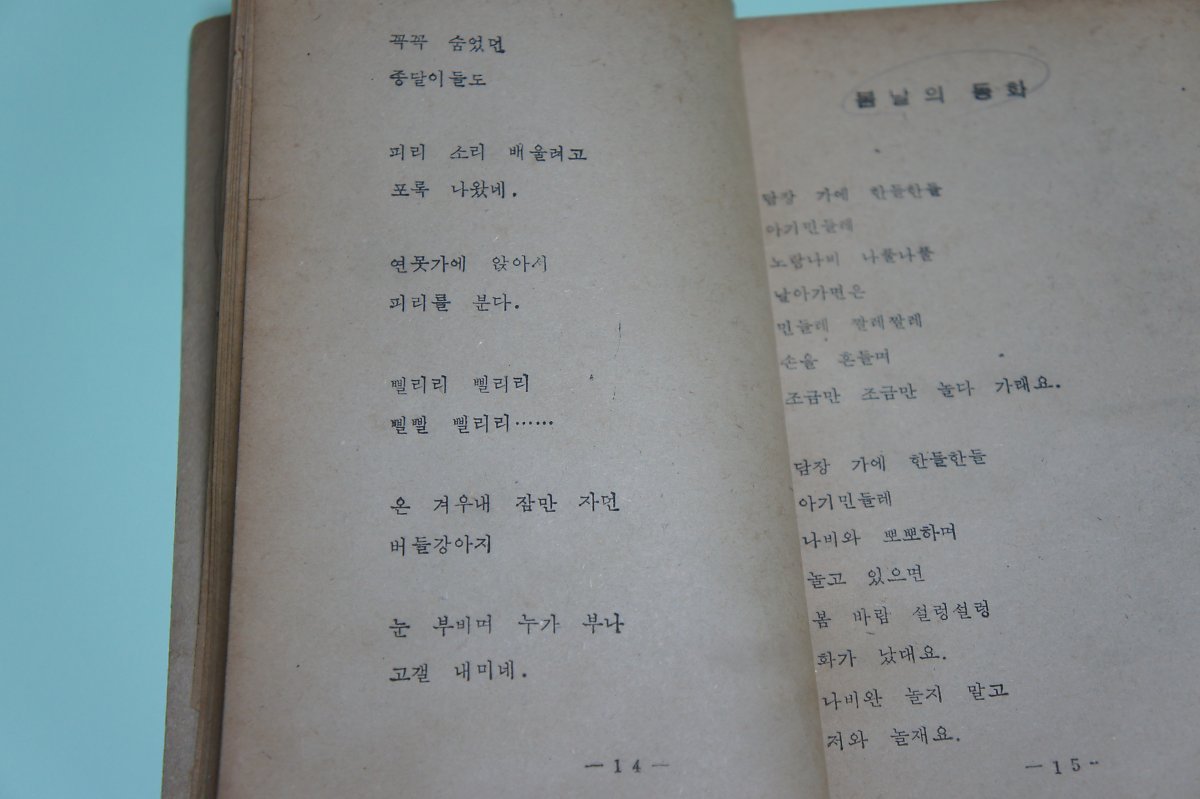 꼭꼭 숨었던
종달이들도
피리 소리 배울려고
포록 나왔네.
연못가에 앉아서
피리를 분다.
삘리리 삘리리
삘빨 삘리리……
온 겨우내 잠만 자던
버들강아지
눈 부비며 누가 부나
고갤 내미네.
— 14 —
봄날의 동화
담장 가에 한들한들
아기민들레
노랑나비 나풀나풀
날아가면은
민들레 짤레짤레
손을 흔들며
조금만 조금만 놀다 가래요.
담장 가에 한들한들
아기민들레
나비와 뽀뽀하며
놀고 있으면
봄 바람 설렁설렁
화가 났대요.
나비완 놀지 말고
저와 놀재요.
— 15 —